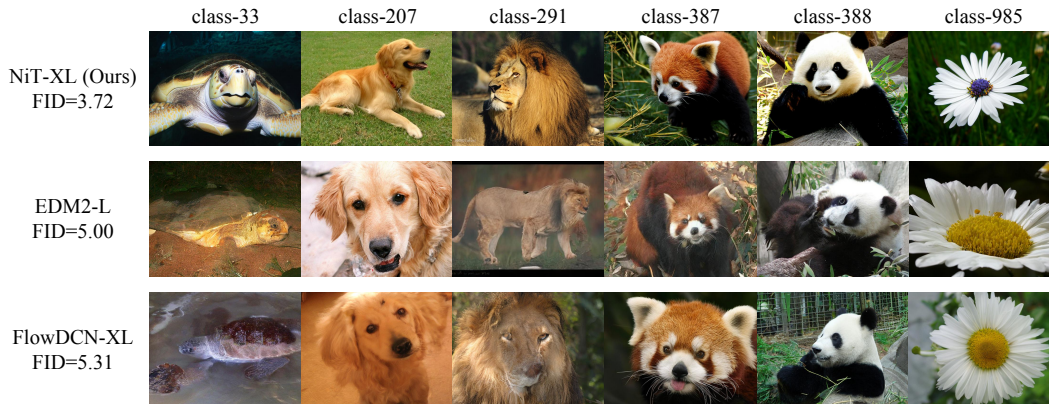 class-33 class-207 class-291 class-387 class-388 class-985
NiT-XL (Ours)
FID=3.72
EDM2-L
FID=5.00
FlowDCN-XL
FID=5.31